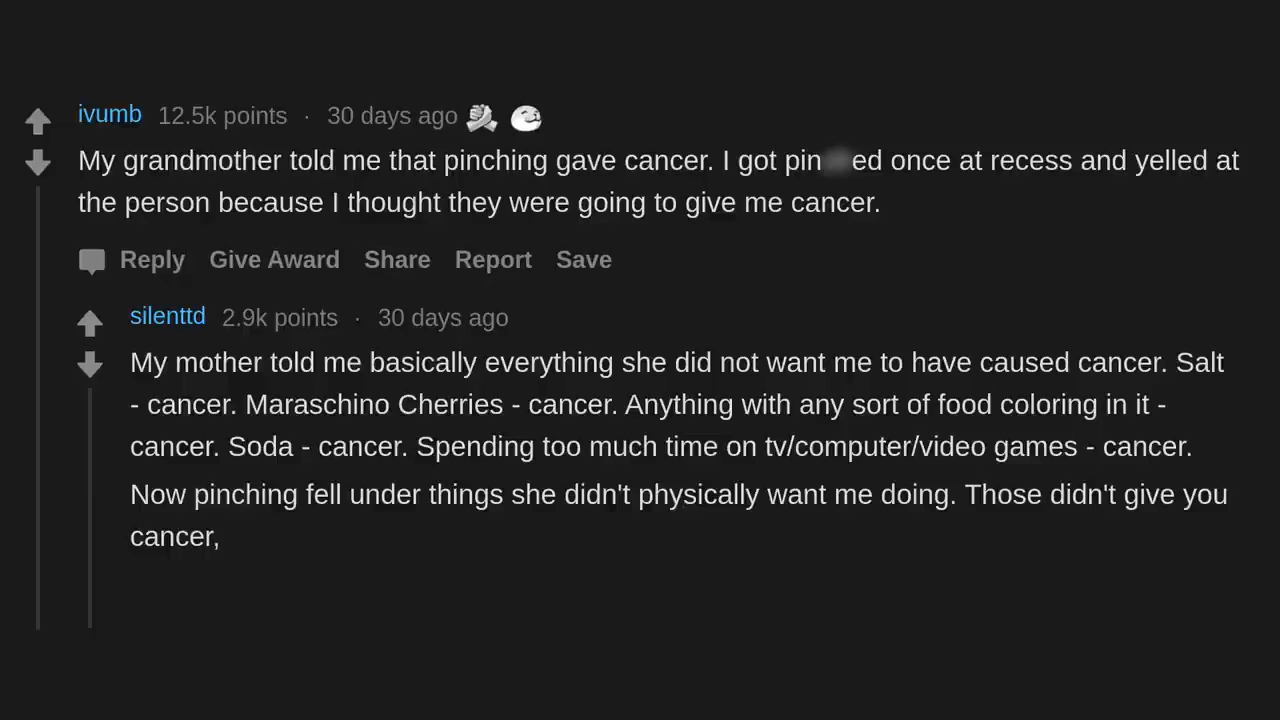 ivumb 12.5k points · 30 days ago
My grandmother told me that pinching gave cancer. I got pin ed once at recess and yelled at
the person because I thought they were going to give me cancer.
Reply Give Award Share Report Save
silenttd 2.9k points · 30 days ago
My mother told me basically everything she did not want me to have caused cancer. Salt
- cancer. Maraschino Cherries - cancer. Anything with any sort of food coloring in it -
cancer. Soda - cancer. Spending too much time on tv/computer/video games - cancer.
Now pinching fell under things she didn't physically want me doing. Those didn't give you
cancer,